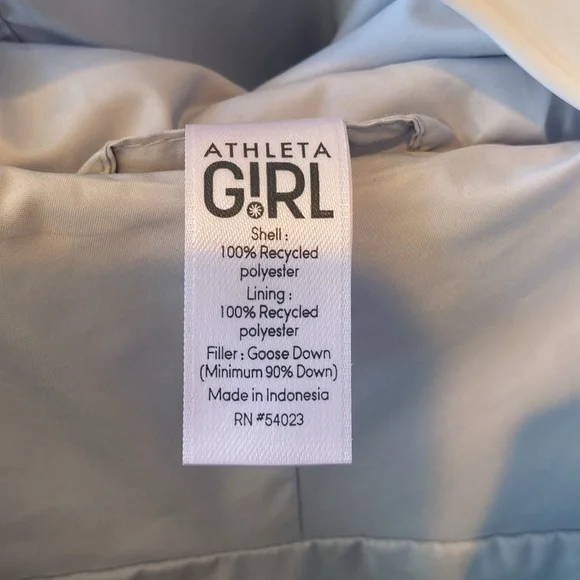 ATHLETA
G!RL
Shell :
100% Recycled
polyester
Lining :
100% Recycled
polyester
Filler : Goose Down
(Minimum 90% Down)
Made in Indonesia
RN #54023